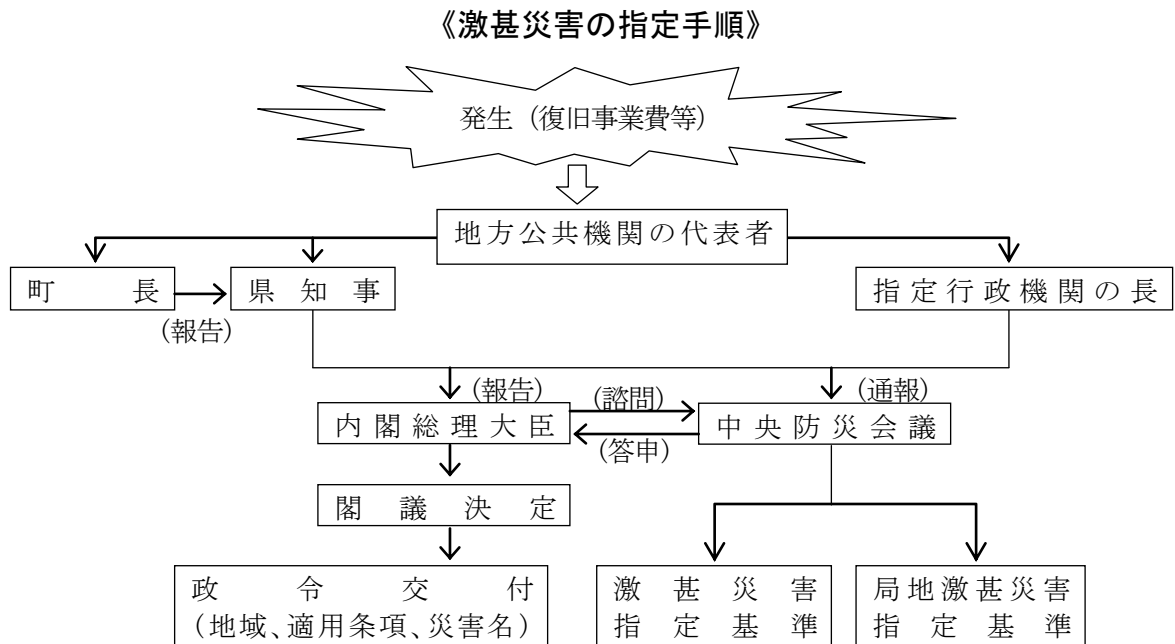 《激甚災害の指定手順》
発生（復旧事業費等）
地方公共機関の代表者
町長
県知事
指定行政機関の長
（報告）
（報告）
（諮問）
（通報）
内閣総理大臣
中央防災会議
（答申）
閣議決定
政令交付
（地域、適用条項、災害名）
激甚災害
指定基準
局地激甚災害
指定基準